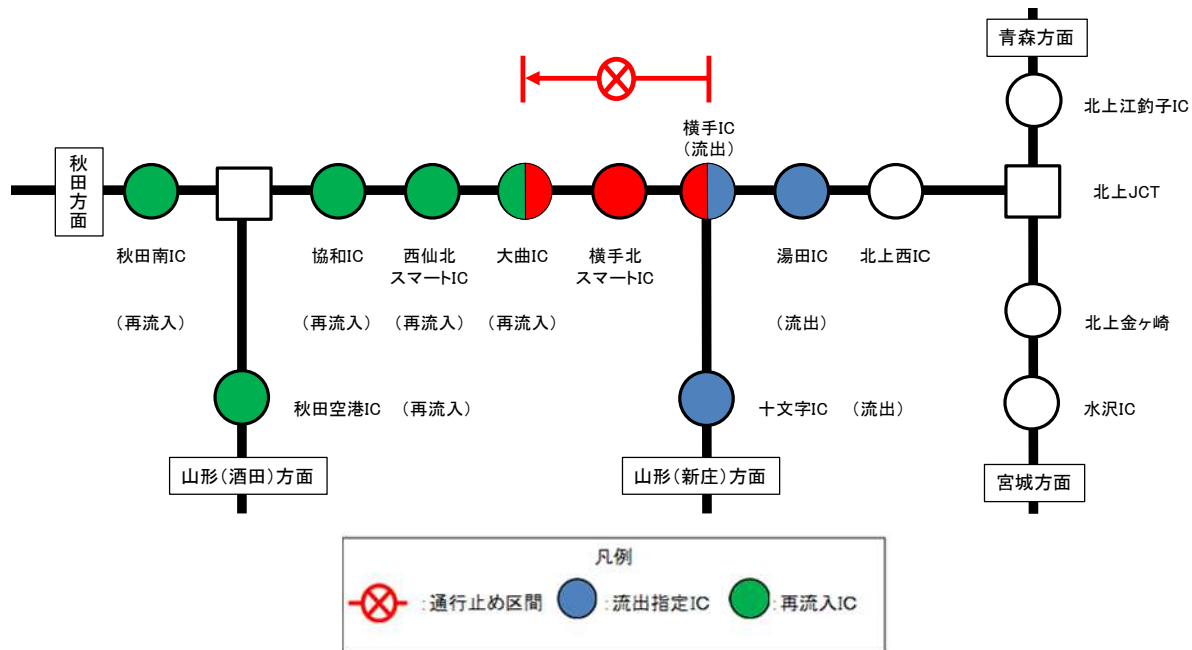 青森方面
北上江釣子IC
横手IC
(流出)
秋田方面
北上JCT
秋田南IC
協和IC
西仙北
スマートIC
大曲IC
横手北
スマートIC
湯田IC
北上西IC
(再流入)
(再流入)
(再流入)
(再流入)
(流出)
北上金ヶ崎
秋田空港IC (再流入)
十文字IC (流出)
水沢IC
山形(酒田)方面
山形(新庄)方面
宮城方面
凡例
:通行止め区間
:流出指定IC
:再流入IC